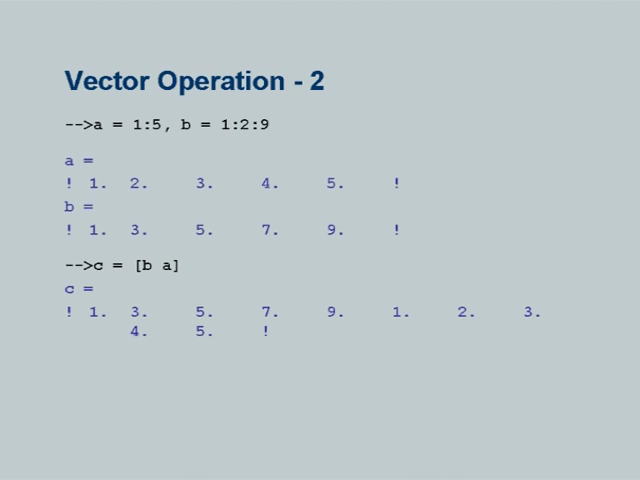 Vector Operation - 2
-->a = 1:5, b = 1:2:9
a =
! 1. 2. 3. 4. 5. !
b =
! 1. 3. 5. 7. 9. !
-->c = [b a]
c =
! 1. 3. 5. 7. 9. 1. 2. 3.
4. 5. !